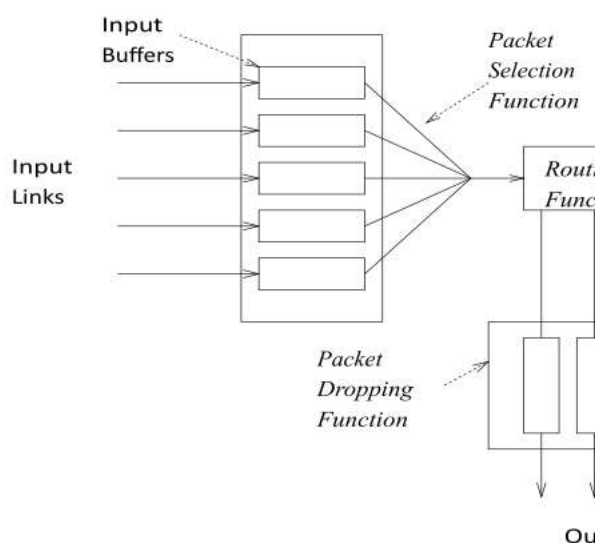 Input
Buffers
Packet
Selection
Function
Input
Links
Packet
Dropping
Function